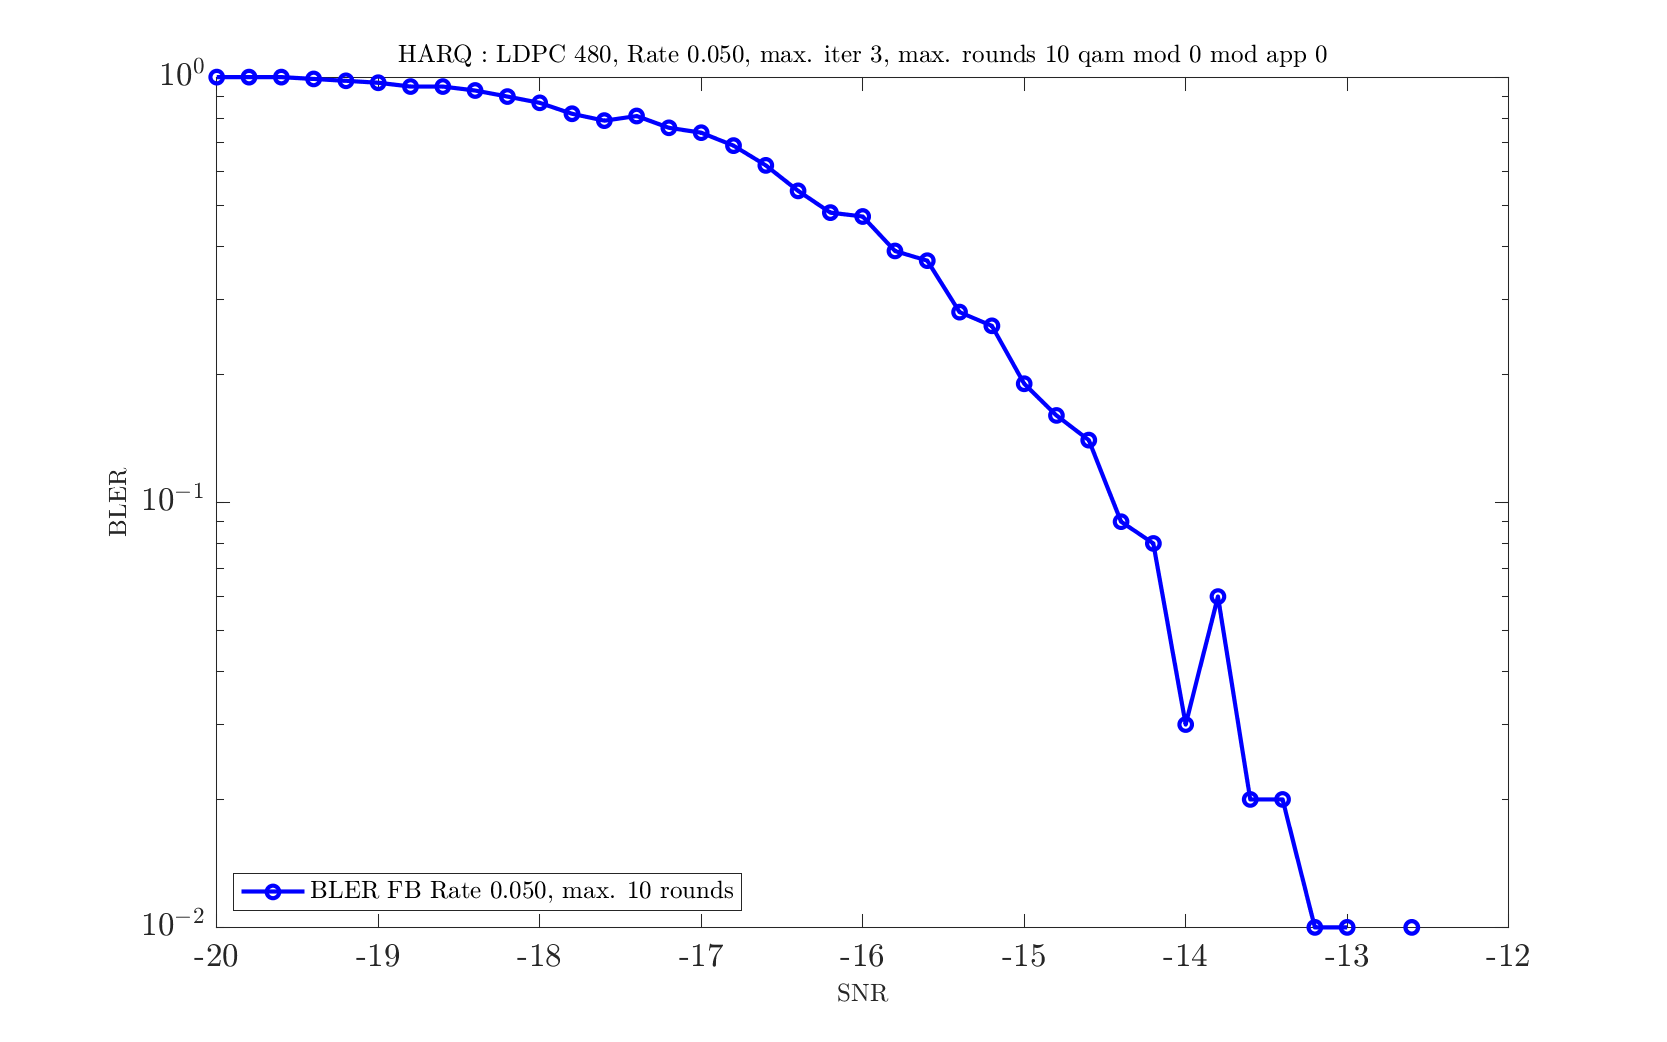 HARQ : LDPC 480, Rate 0.050, max. iter 3, max. rounds 10 qam mod 0 mod app 0
10^0
10^-1
10^-2
BLER
BLER FB Rate 0.050, max. 10 rounds
-20 -19 -18 -17 -16 -15 -14 -13 -12
SNR